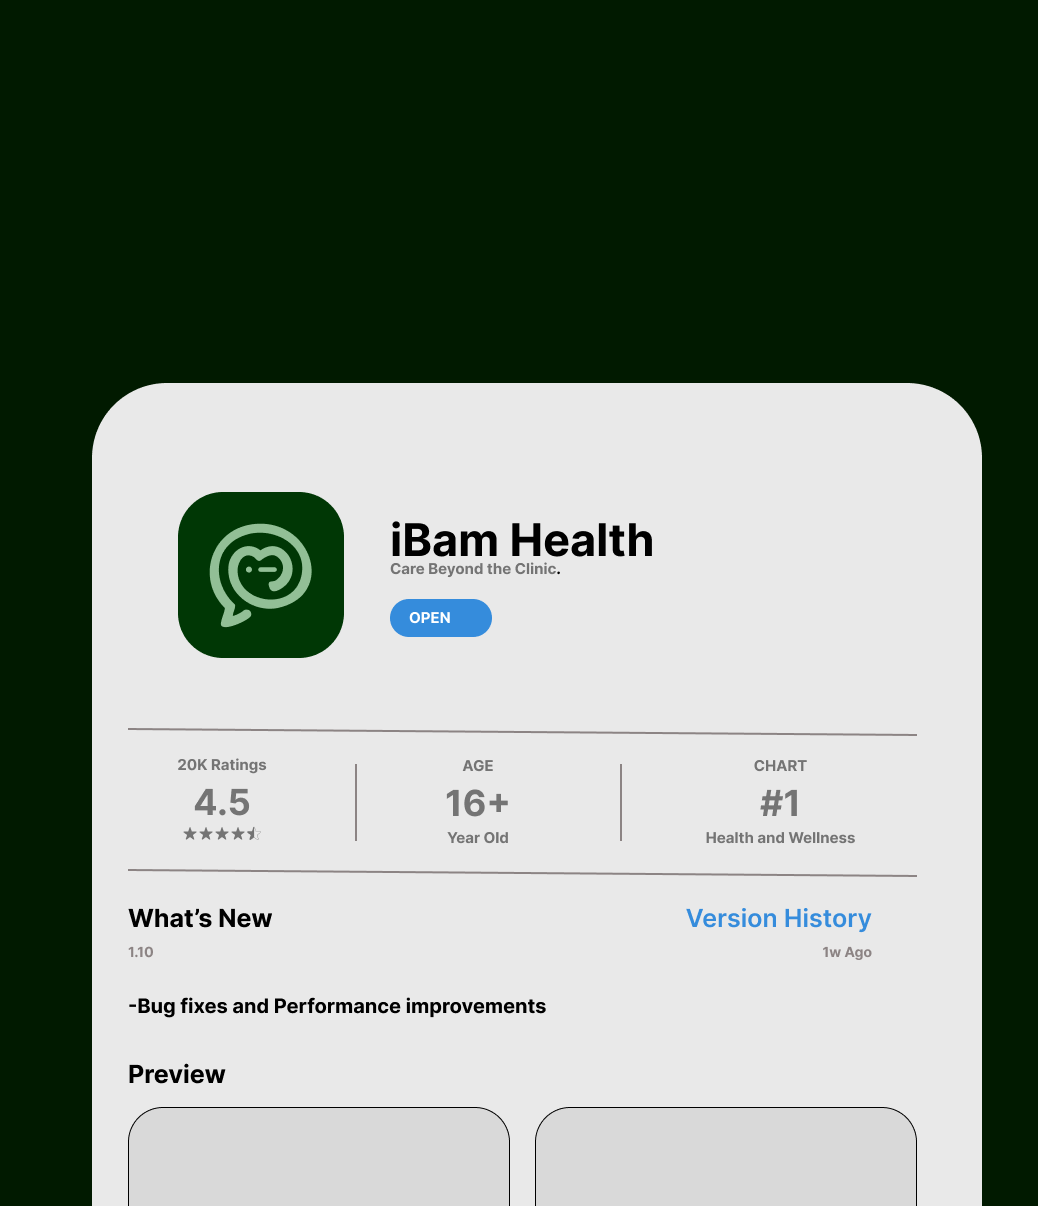 iBam Health
Care Beyond the Clinic.
OPEN
20K Ratings
4.5
AGE
16+
Year Old
CHART
#1
Health and Wellness
What’s New
Version History
1.10
1w Ago
-Bug fixes and Performance improvements
Preview